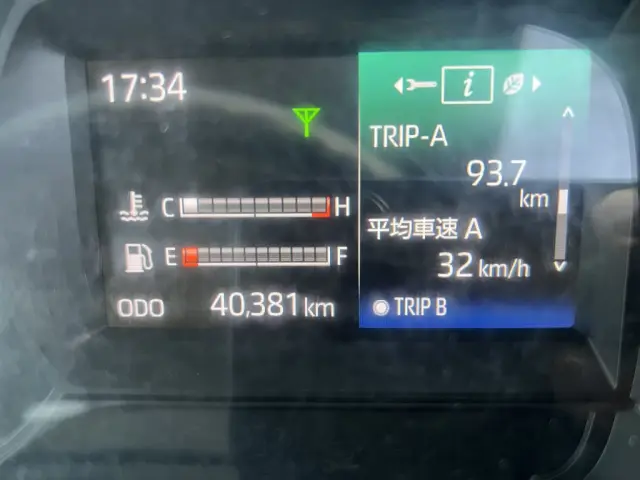 17:34
C H
E F
ODO 40,381 km
i
TRIP-A
93.7
km
平均車速 A
32 km/h
TRIP B